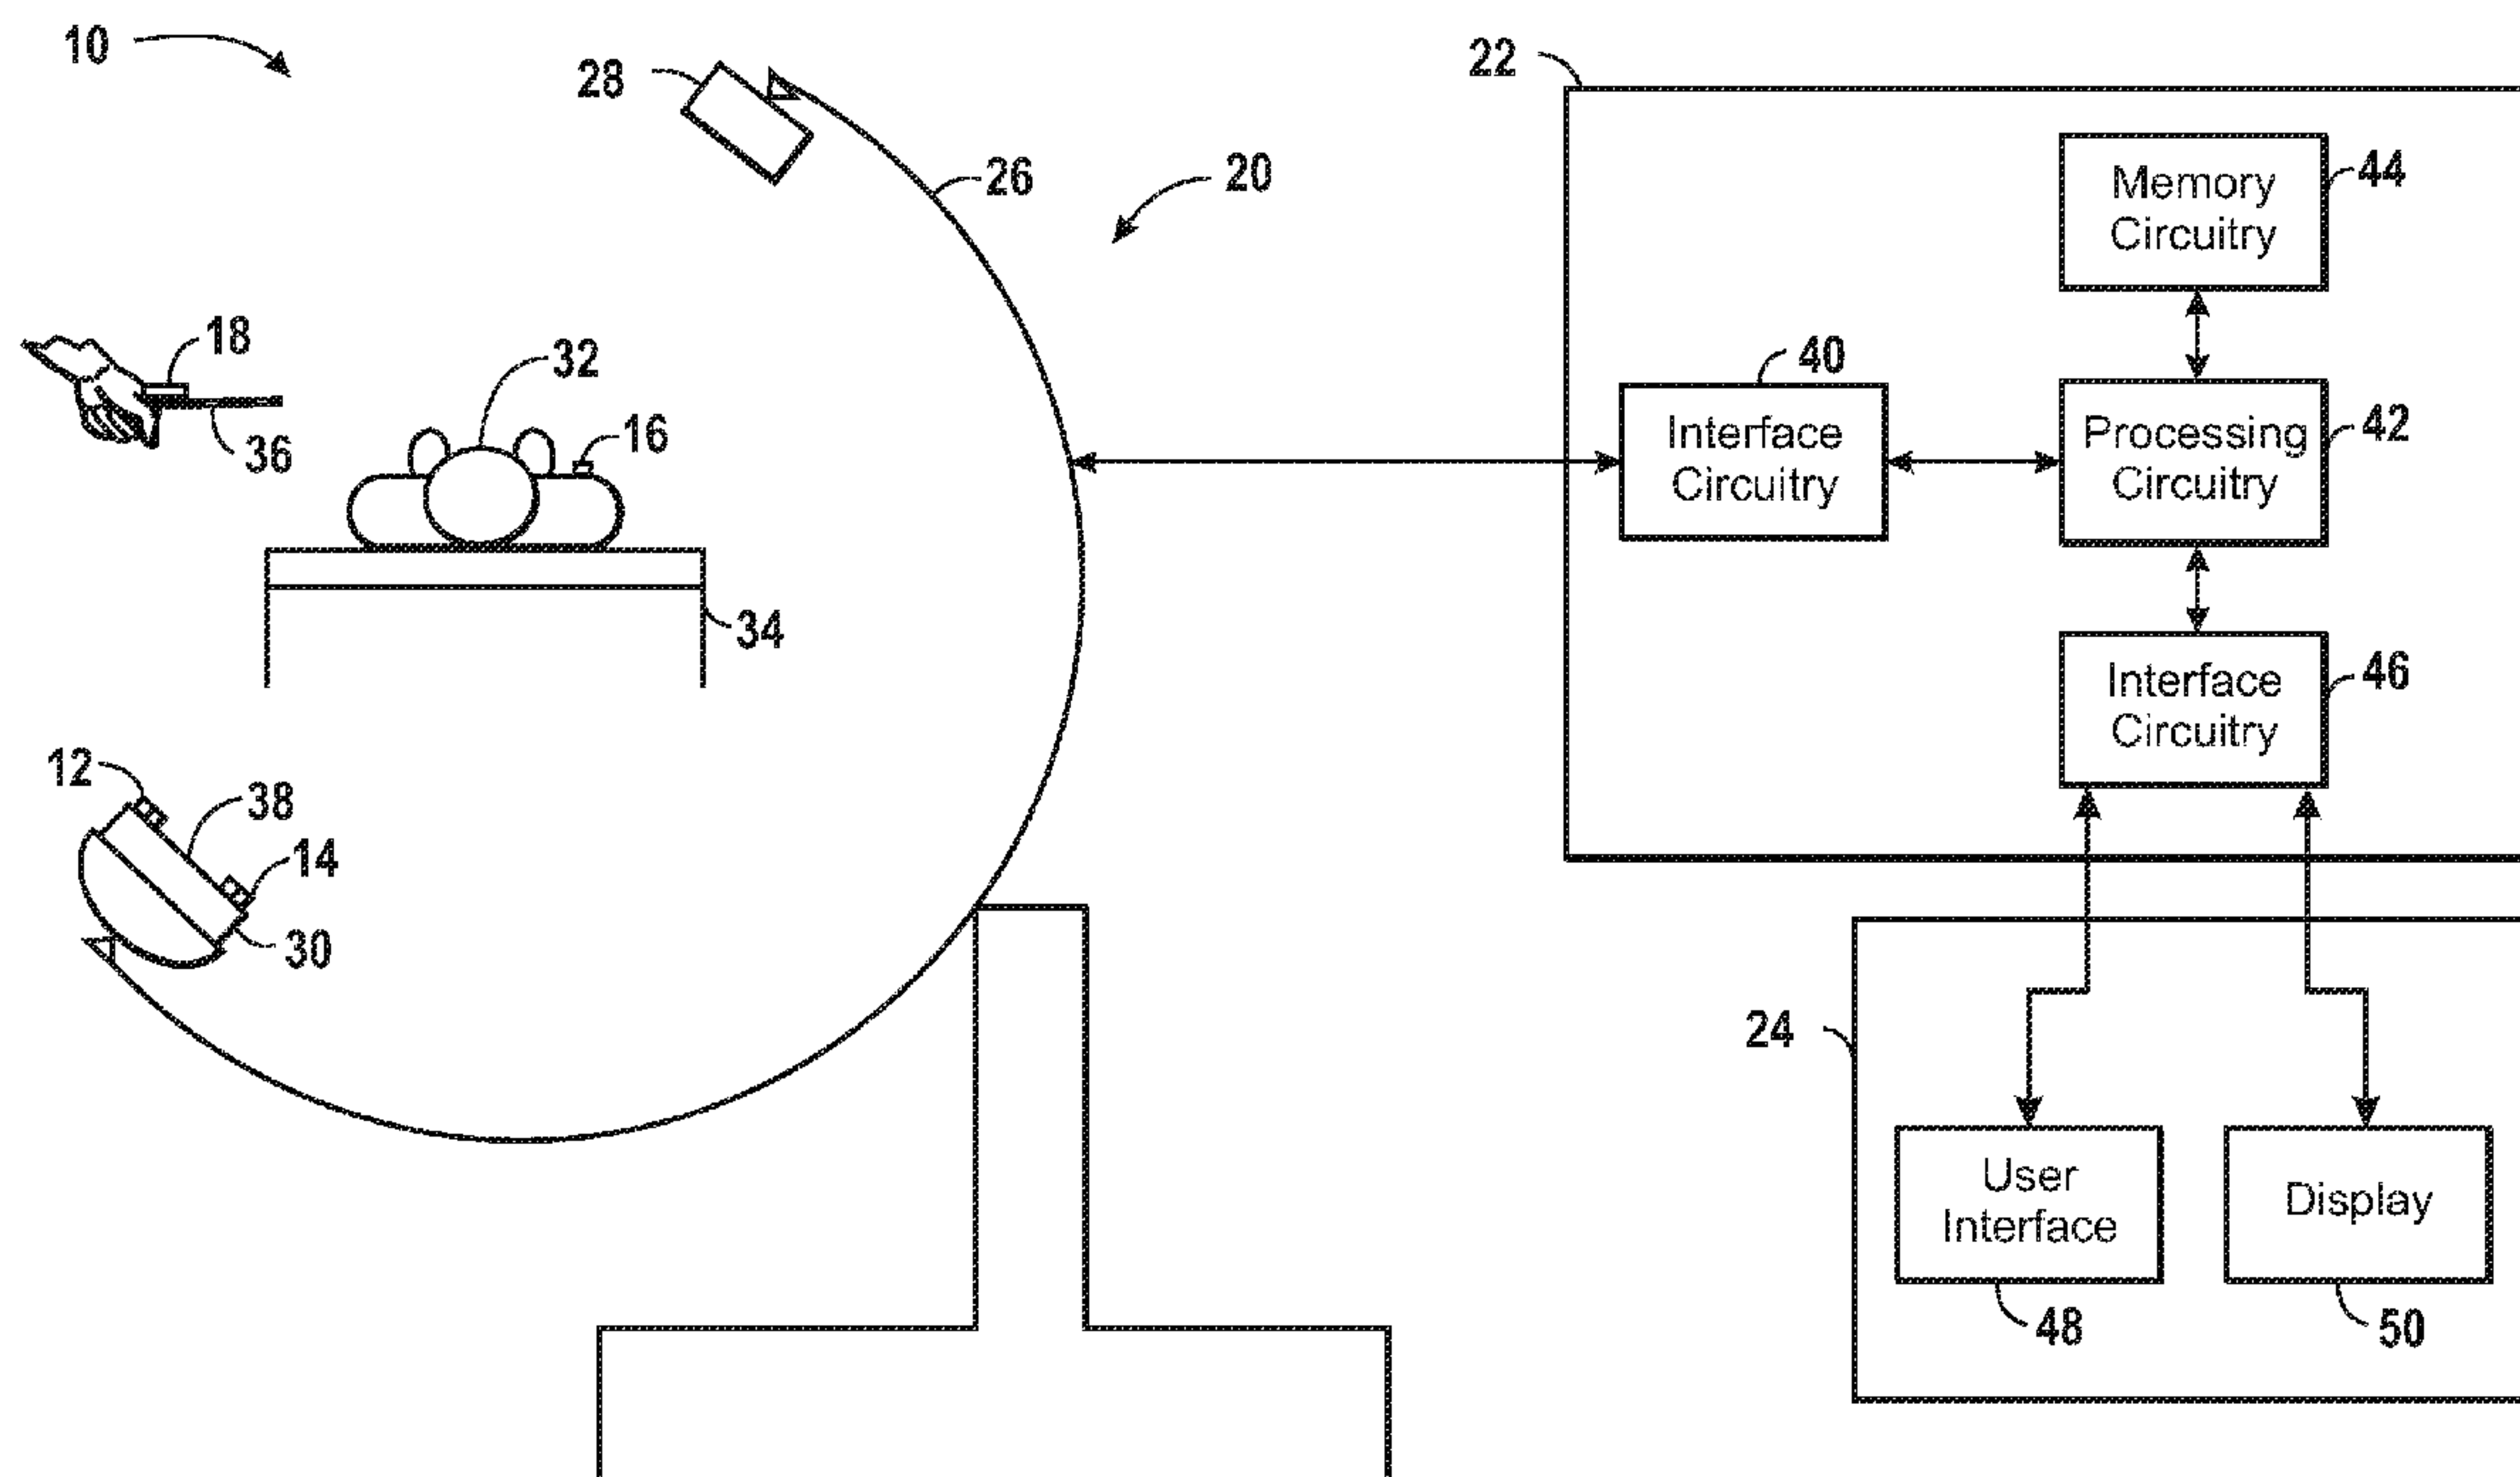 10
28
22
26
20
Memory
Circuitry
44
18
32
40
36
16
Interface
Circuitry
Processing
Circuitry
42
34
Interface
Circuitry
46
12
38
14
30
24
User
Interface
Display
48
50